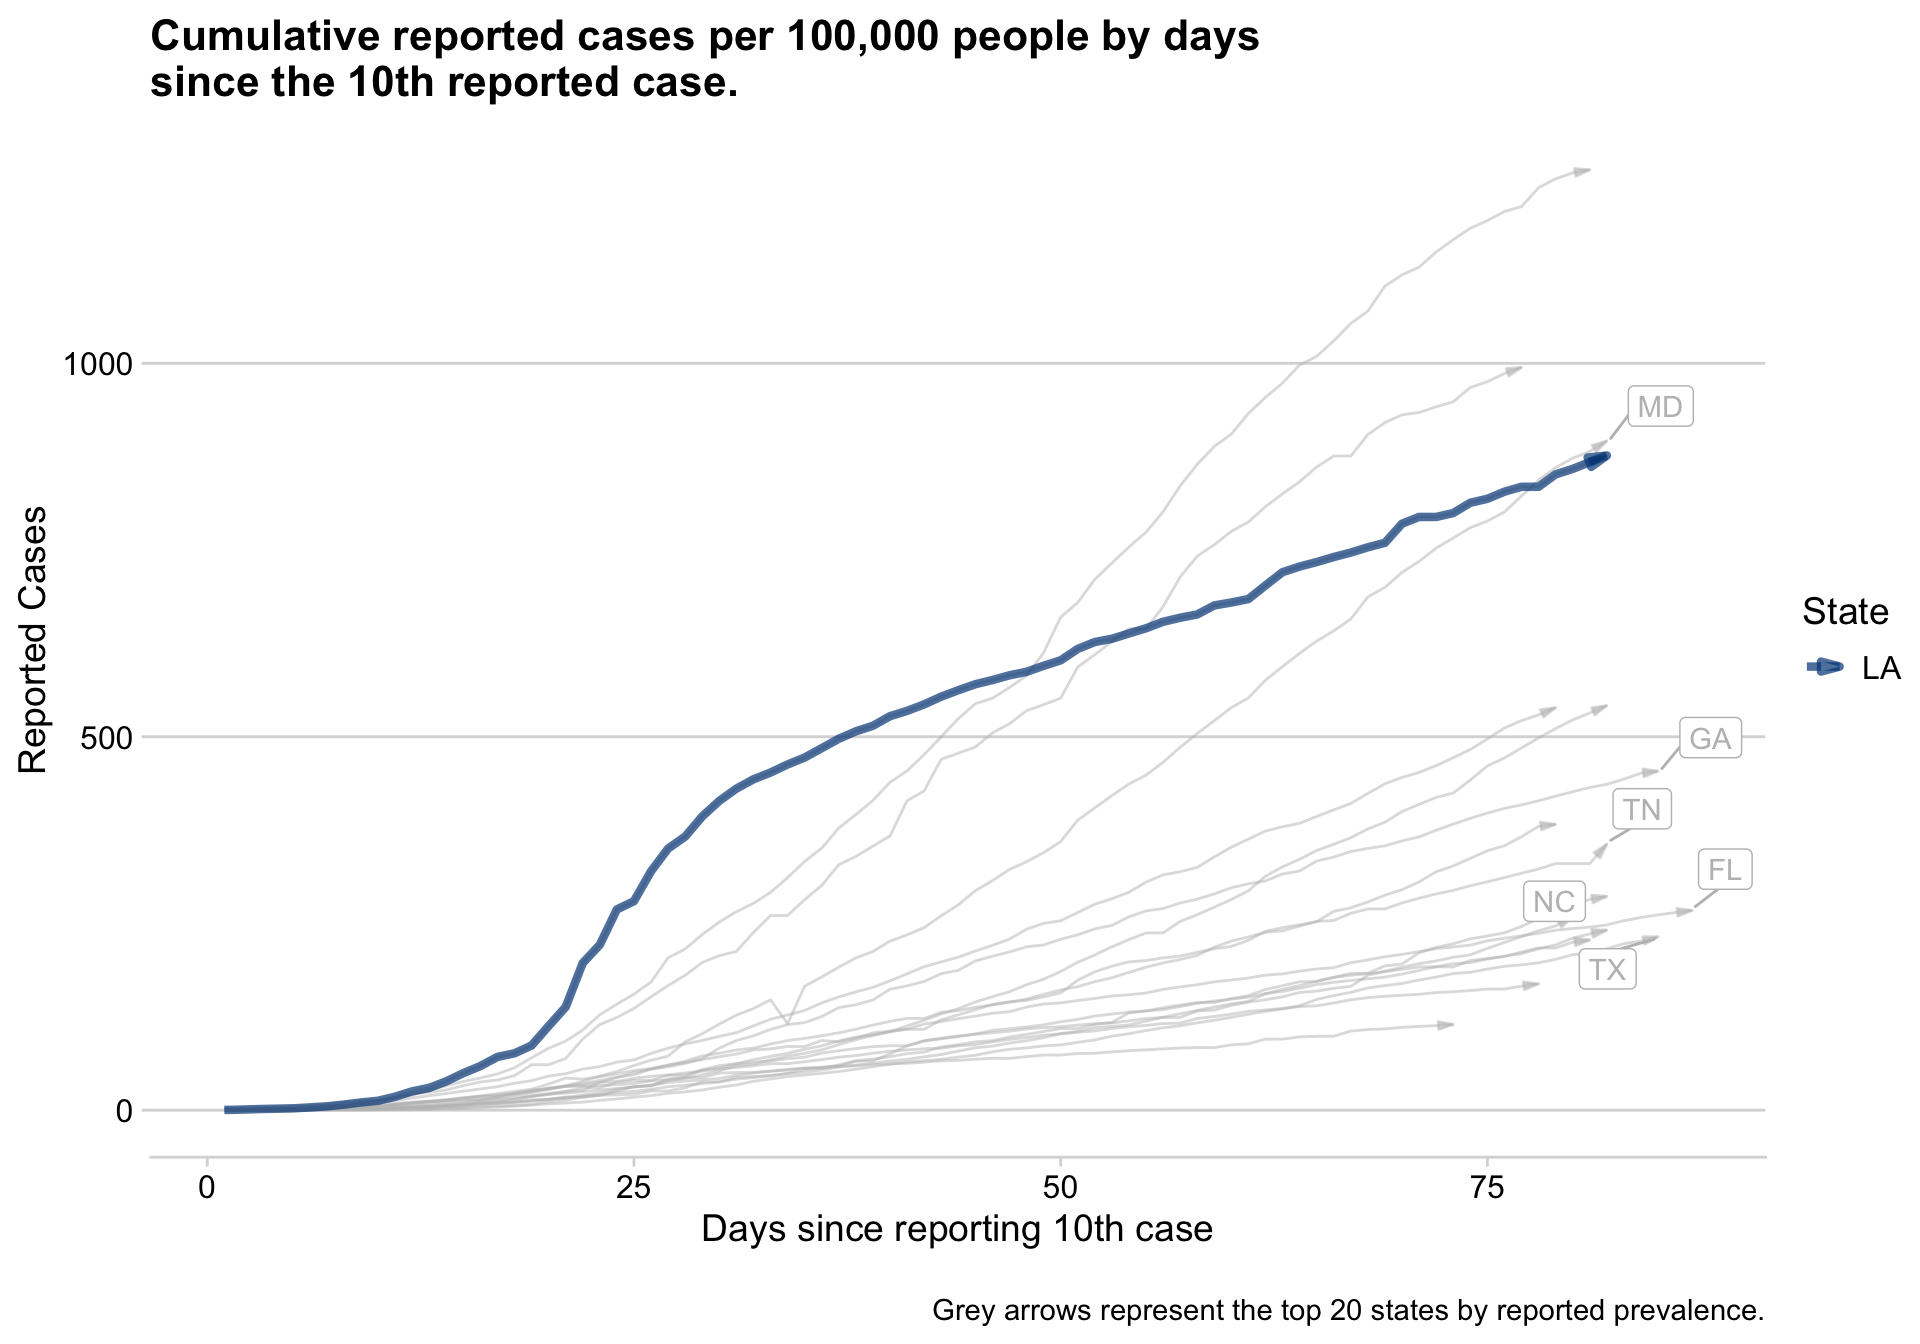 Cumulative reported cases per 100,000 people by days
since the 10th reported case.
1000
MD
Reported Cases
State
LA
500
GA
TN
FL
NC
TX
0
0
25
50
75
Days since reporting 10th case
Grey arrows represent the top 20 states by reported prevalence.